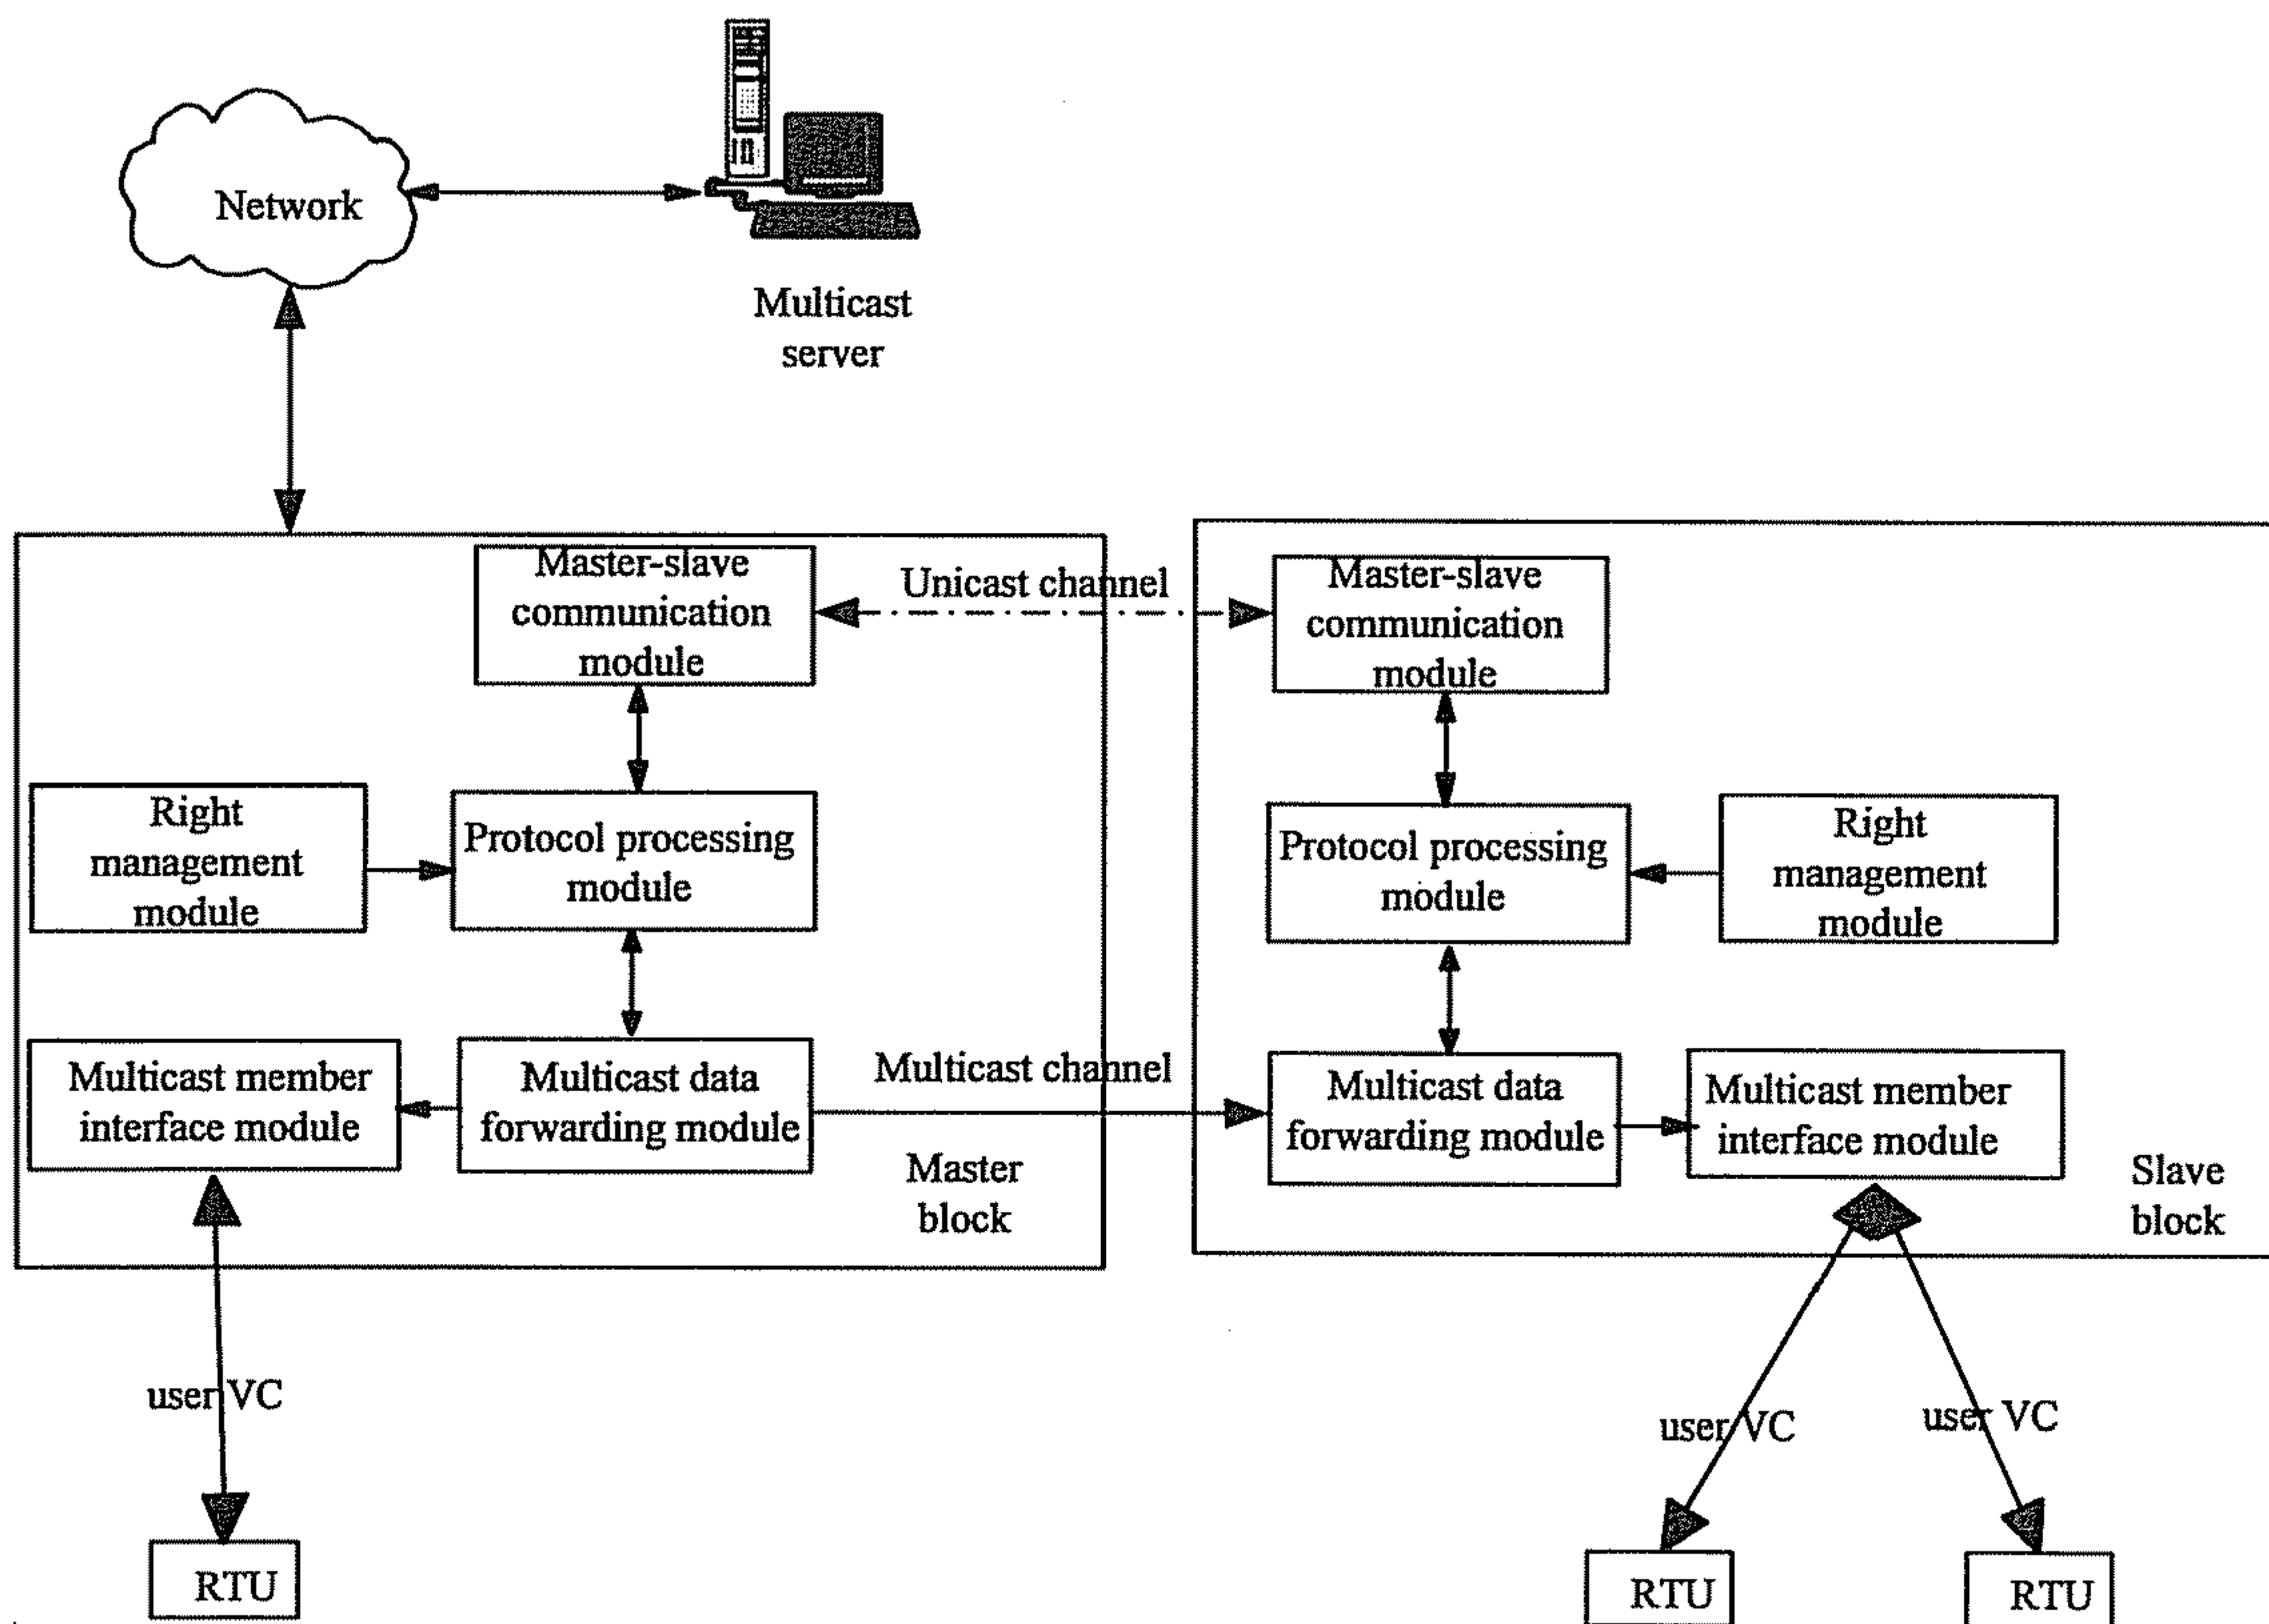 Network
Multicast
server
Master-slave
communication
module
Unicast channel
Master-slave
communication
module
Right
management
module
Protocol processing
module
Protocol processing
module
Right
management
module
Multicast member
interface module
Multicast data
forwarding module
Multicast channel
Multicast data
forwarding module
Multicast member
interface module
Master
block
Slave
block
user VC
user VC
user VC
RTU
RTU
RTU